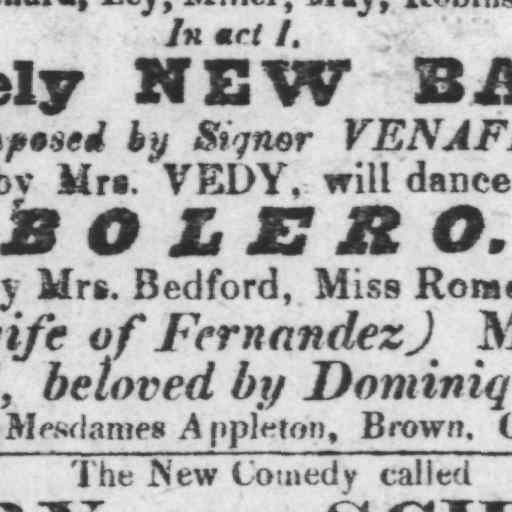 In act I.
ely NEW BA
posed by Signor VENAF
by Mrs. VEDY, will dance
BOLERO.
y Mrs. Bedford, Miss Rome
ife of Fernandez) M
, beloved by Dominiq
Mesdames Appleton, Brown, C
The New Comedy called